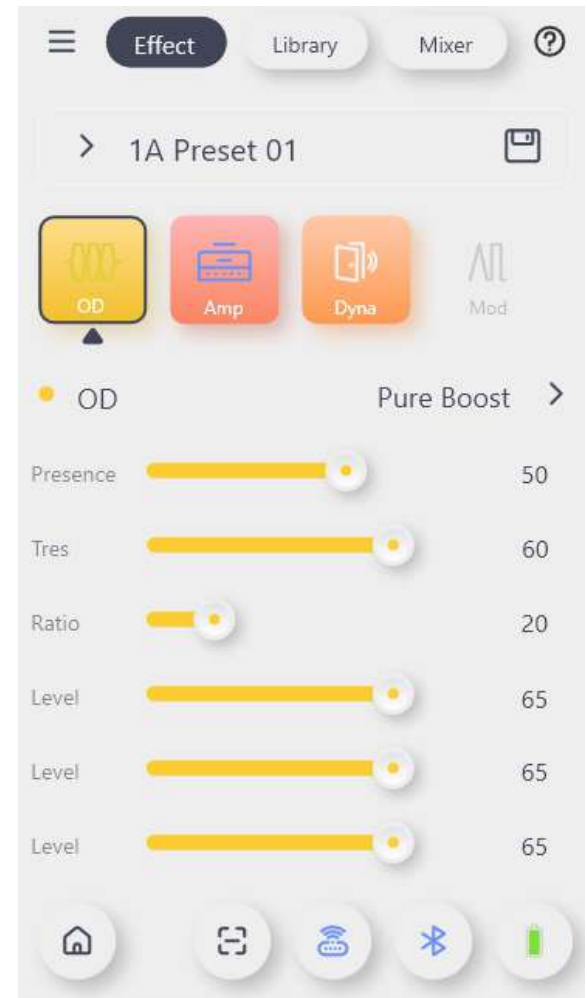 Effect Library Mixer ?
1A Preset 01
OD Amp Dyna Mod
OD Pure Boost
Presence 50
Tres 60
Ratio 20
Level 65
Level 65
Level 65